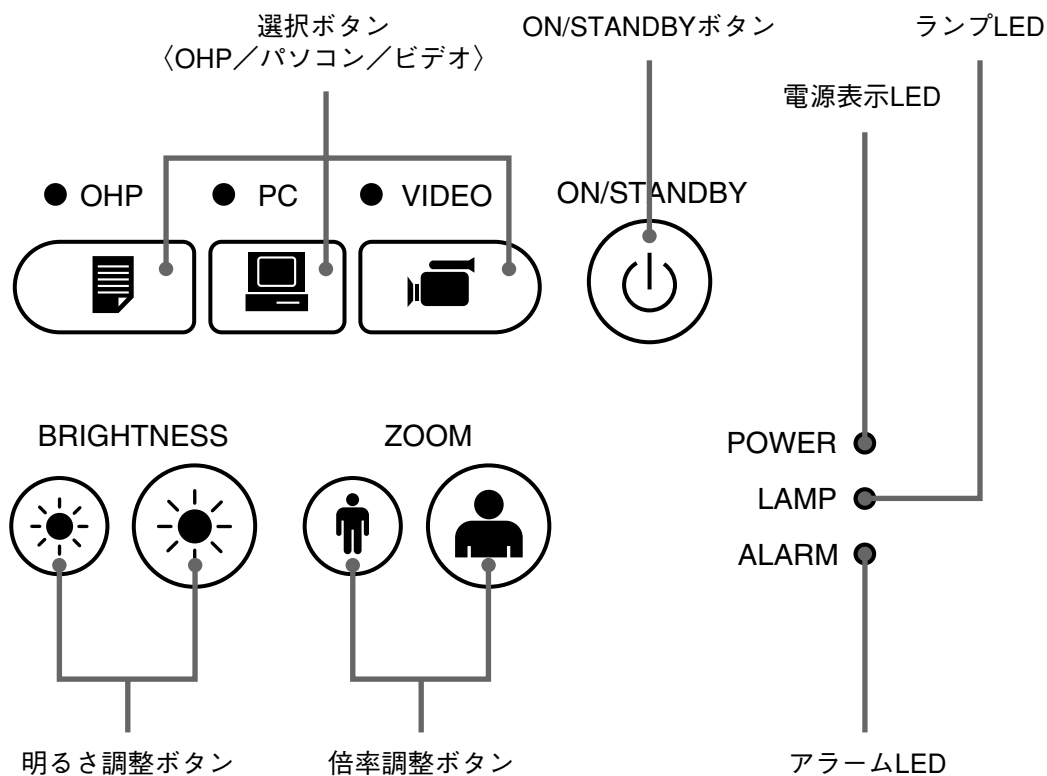 選択ボタン
〈OHP／パソコン／ビデオ〉
ON/STANDBYボタン
ランプLED
電源表示LED
OHP
PC
VIDEO
ON/STANDBY
BRIGHTNESS
ZOOM
POWER
LAMP
ALARM
明るさ調整ボタン
倍率調整ボタン
アラームLED